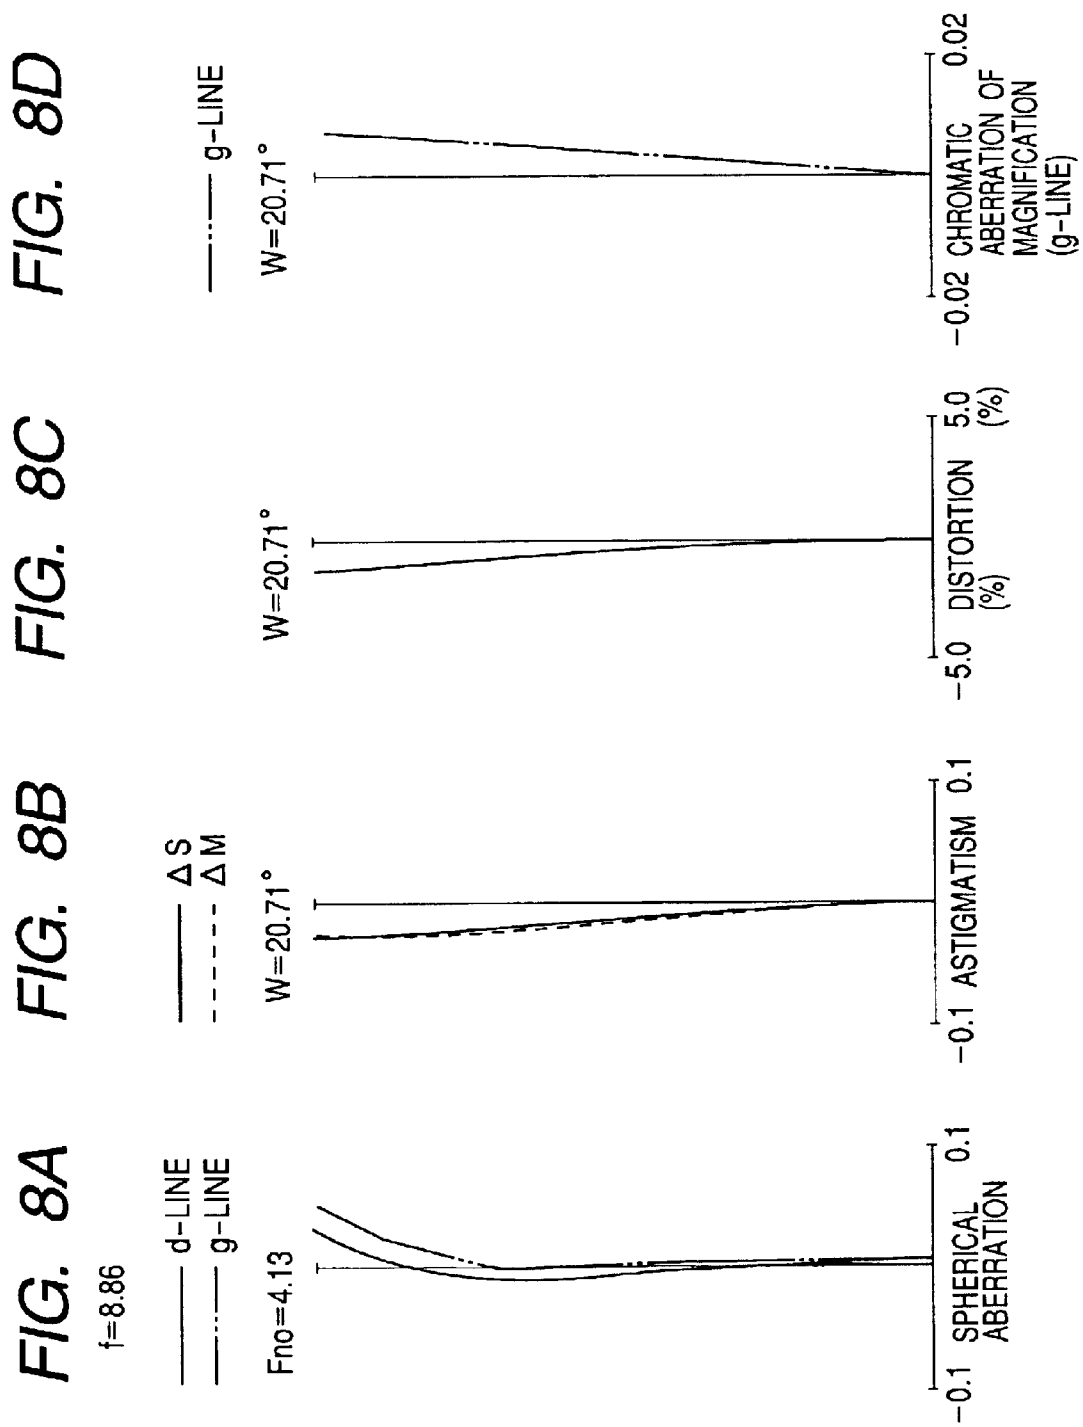 FIG. 8A
f=8.86
d-LINE
g-LINE
Fno=4.13
-0.1
0.1
SPHERICAL
ABERRATION
FIG. 8B
ΔS
ΔM
W=20.71°
-0.1
ASTIGMATISM
0.1
FIG. 8C
W=20.71°
-5.0
DISTORTION
5.0
(%)
(%)
FIG. 8D
g-LINE
W=20.71°
-0.02
CHROMATIC
0.02
ABERRATION OF
MAGNIFICATION
(g-LINE)